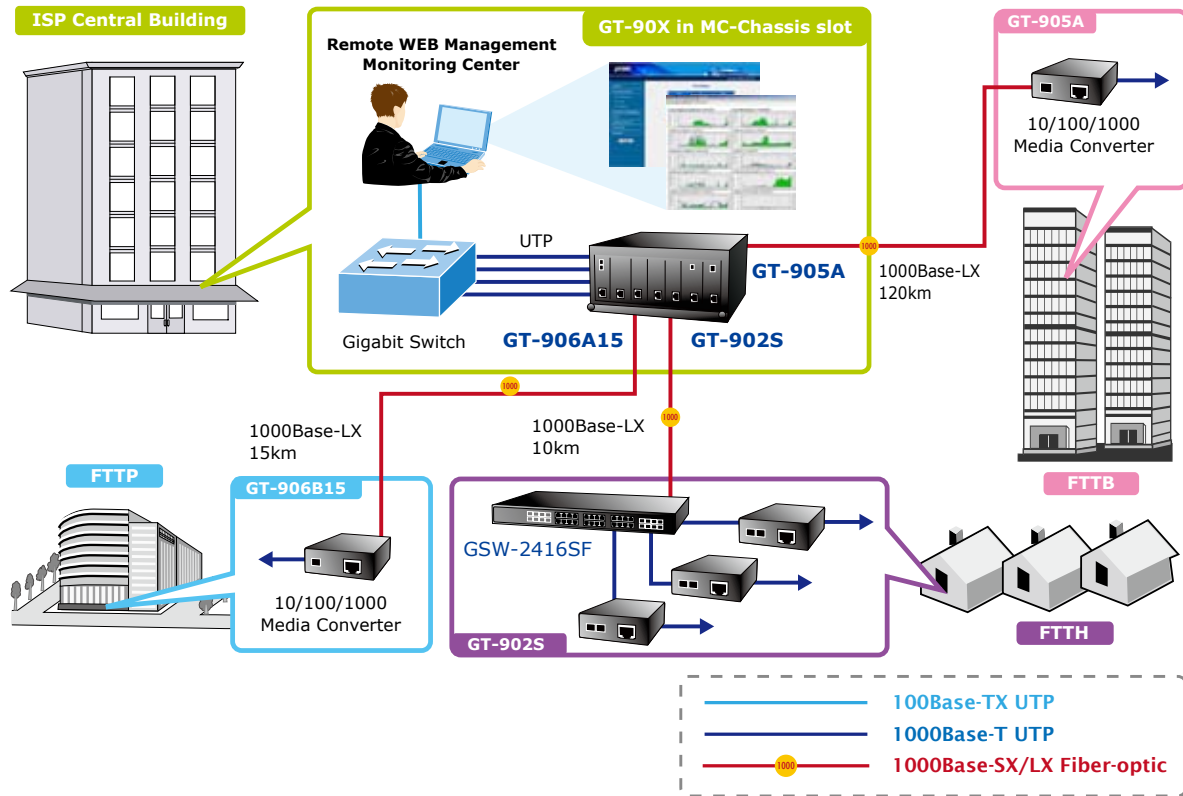 ISP Central Building
GT-90X in MC-Chassis slot
GT-905A
Remote WEB Management
Monitoring Center
10/100/1000
Media Converter
UTP
1000
GT-905A
1000Base-LX
120km
Gigabit Switch
GT-906A15
GT-902S
1000
1000
1000Base-LX
15km
1000Base-LX
10km
FTTP
GT-906B15
FTTB
GSW-2416SF
10/100/1000
Media Converter
GT-902S
FTTH
100Base-TX UTP
1000Base-T UTP
1000
1000Base-SX/LX Fiber-optic